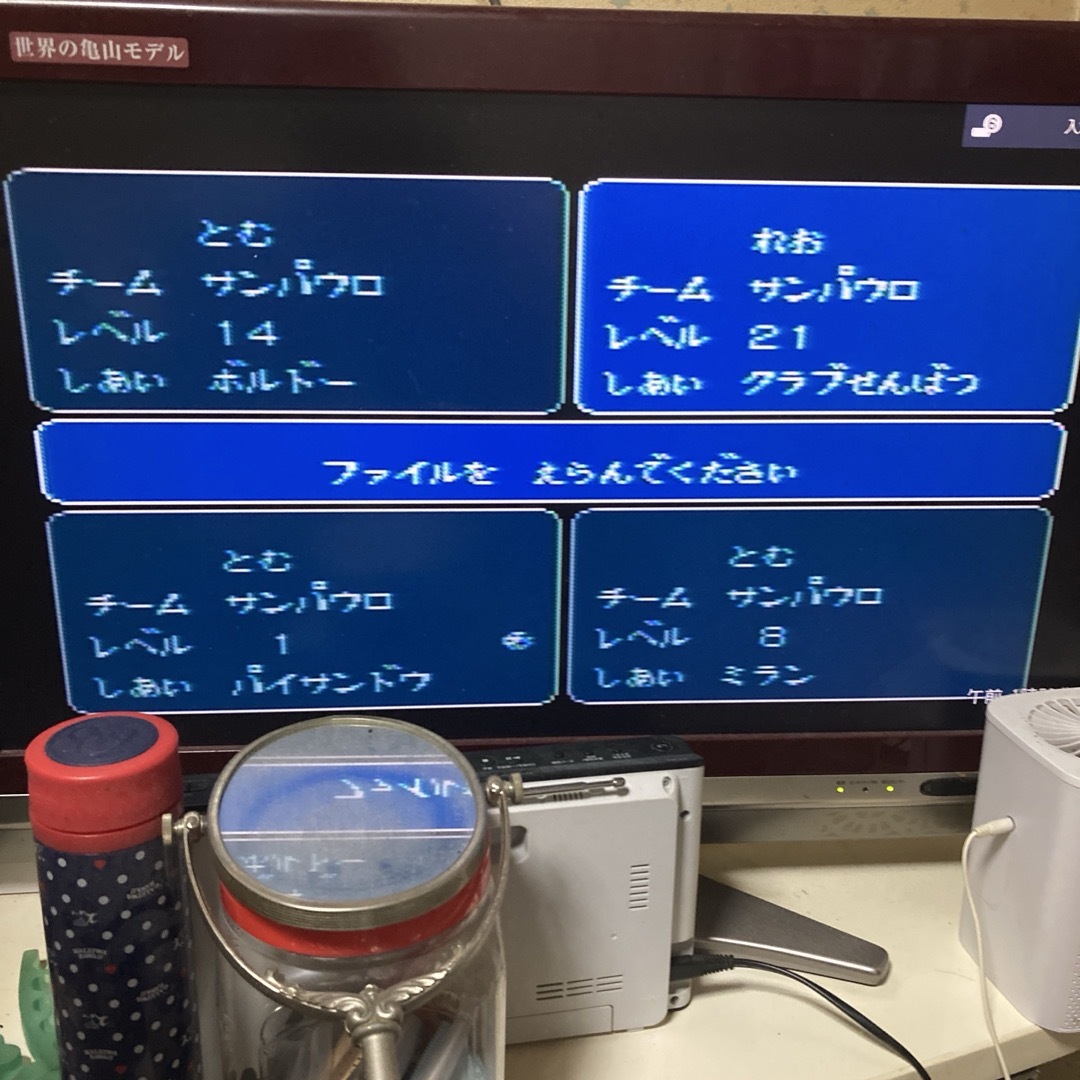 世界の亀山モデル
入
とむ
チーム サンパウロ
レベル 14
しあい ボルドー
れお
チーム サンパウロ
レベル 21
しあい クラブせんばつ
ファイルを えらんでください
とむ
チーム サンパウロ
レベル 1
しあい パイサンドウ
とむ
チーム サンパウロ
レベル 8
しあい ミラン
午前